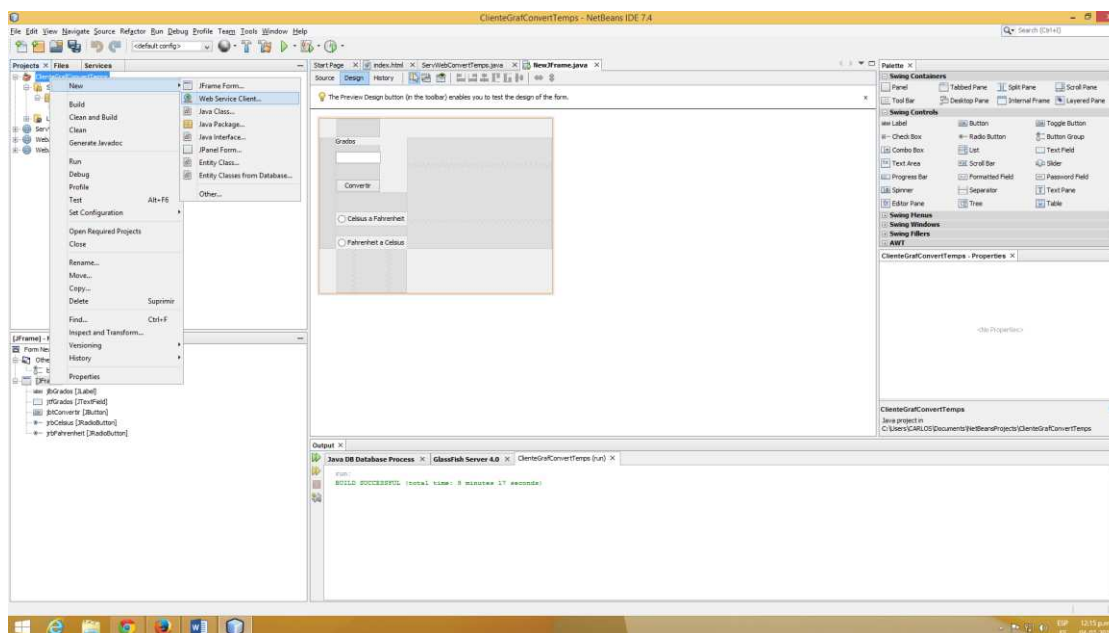 ClienteGrafConvertTemps - NetBeans IDE 7.4
File Edit View Navigate Source Refactor Run Debug Profile Team Tools Window Help
Search (Ctrl+I)
<default config>
Projects Files Services
New
Build
Clean and Build
Clean
Generate Javadoc
Run
Debug
Profile
Test Alt+F6
Set Configuration
Open Required Projects
Close
Rename...
Move...
Copy...
Delete Suprimir
Find... Ctrl+F
Inspect and Transform...
Versioning
History
Properties
JFrame Form...
Web Service Client...
Java Class...
Java Package...
Java Interface...
JPanel Form...
Entity Class...
Entity Classes from Database...
Other...
jlbGrados [JLabel]
jtfGrados [JTextField]
jbtConvertir [JButton]
jrbCelsius [JRadioButton]
jrbFahrenheit [JRadioButton]
Start Page index.html ServWebConvertTemps.java NewJFrame.java
Source Design History
The Preview Design button (in the toolbar) enables you to test the design of the form.
Grados
Convertir
Celsius a Fahrenheit
Fahrenheit a Celsius
Output
Java DB Database Process GlassFish Server 4.0 ClienteGrafConvertTemps (run)
run:
BUILD SUCCESSFUL (total time: 8 minutes 17 seconds)
Palette
Swing Containers
Panel Tabbed Pane Split Pane Scroll Pane
Tool Bar Desktop Pane Internal Frame Layered Pane
Swing Controls
Label Button Toggle Button
Check Box Radio Button Button Group
Combo Box List Text Field
Text Area Scroll Bar Slider
Progress Bar Formatted Field Password Field
Spinner Separator Text Pane
Editor Pane Tree Table
Swing Menus
Swing Windows
Swing Fillers
AWT
ClienteGrafConvertTemps - Properties
<No Properties>
ClienteGrafConvertTemps
Java project in
C:\Users\CARLOS\Documents\NetBeansProjects\ClienteGrafConvertTemps
ESP 12:15 p.m.